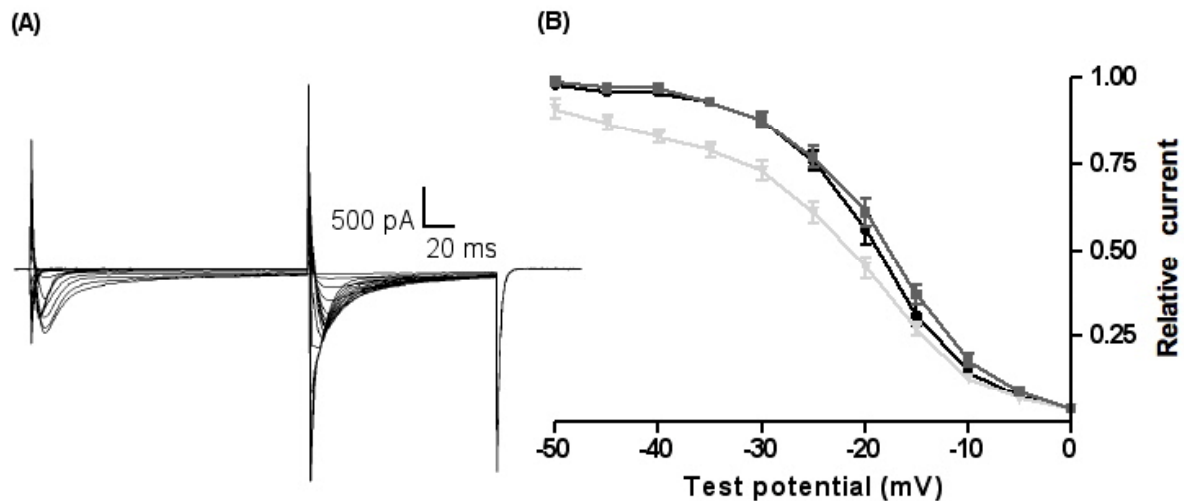 (A)
(B)
500 pA
20 ms
1.00
0.75
0.50
0.25
Relative current
-50
-40
-30
-20
-10
0
Test potential (mV)